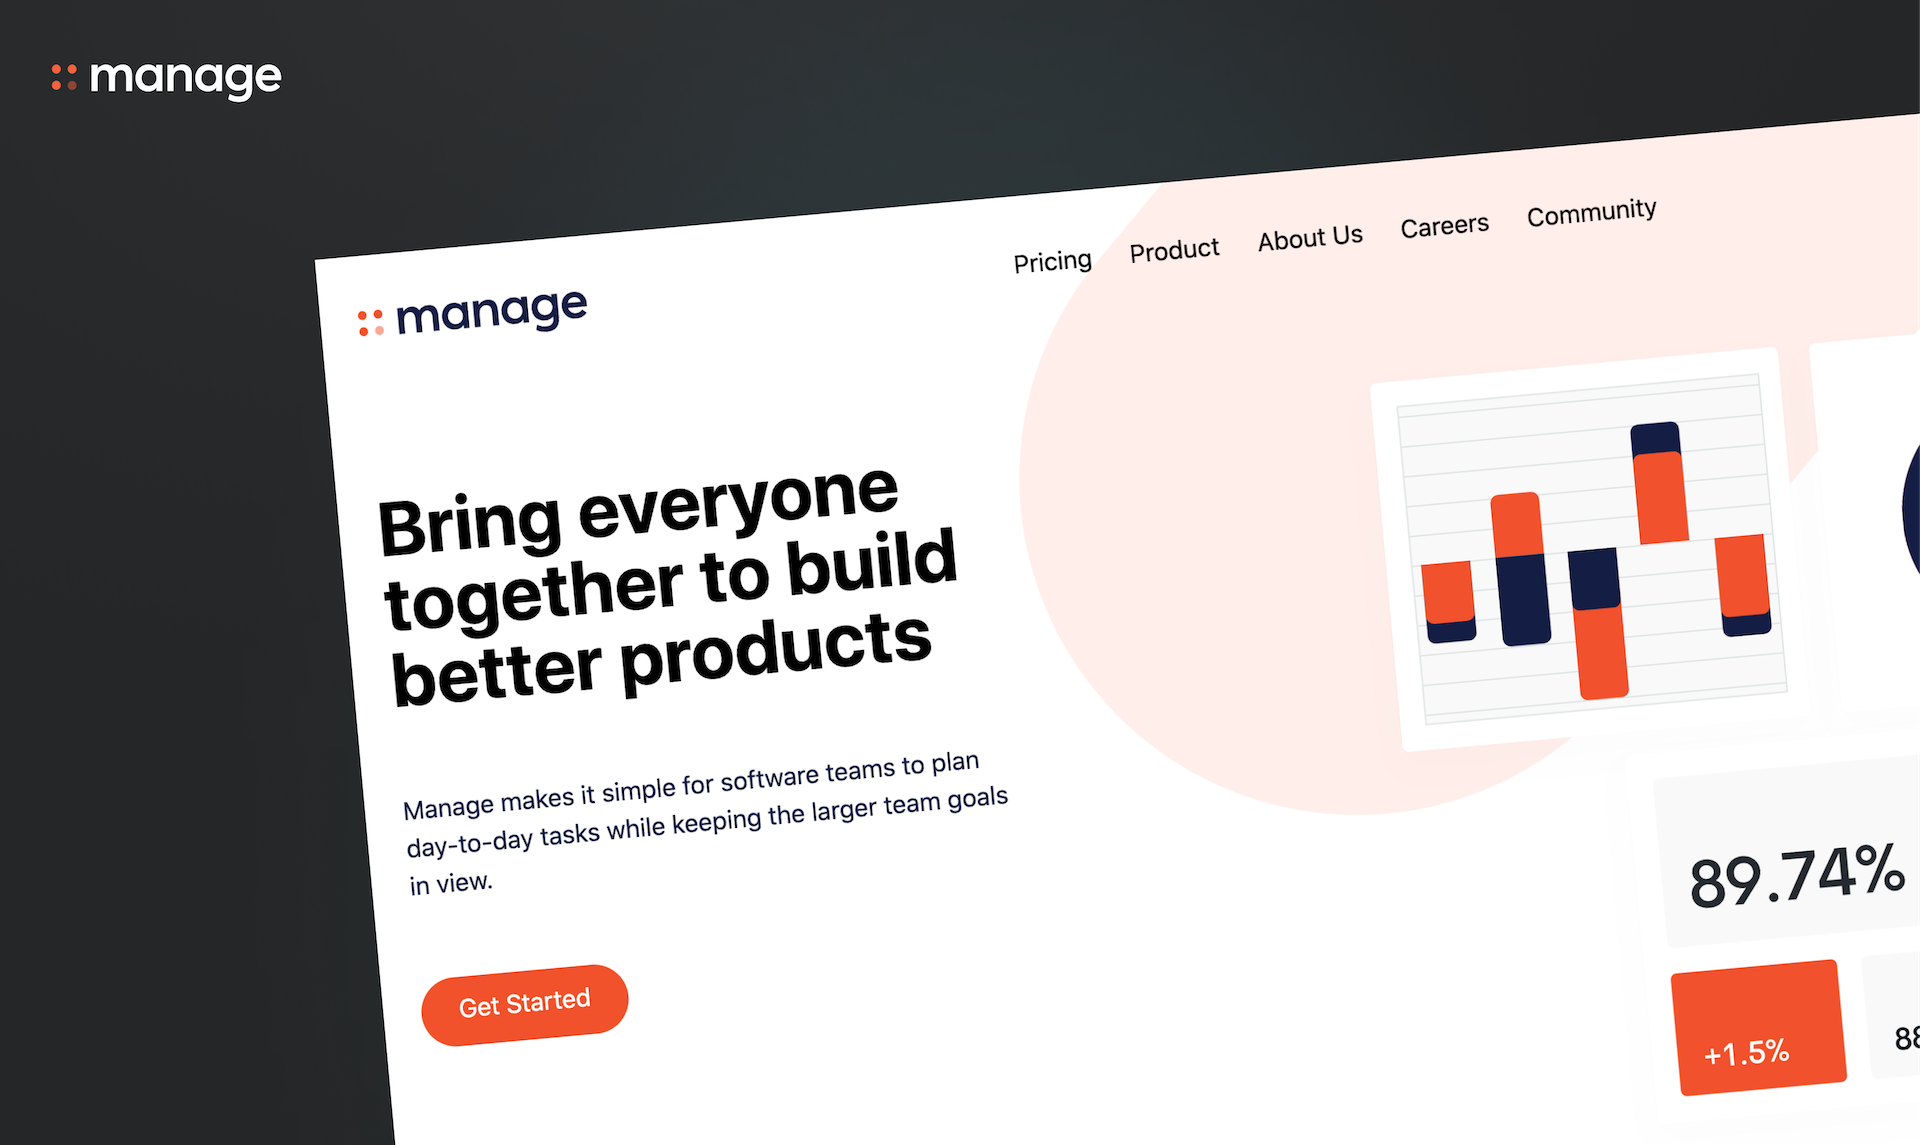 manage
manage
Pricing Product About Us Careers Community
Bring everyone
together to build
better products
Manage makes it simple for software teams to plan
day-to-day tasks while keeping the larger team goals
in view.
Get Started
89.74%
+1.5%